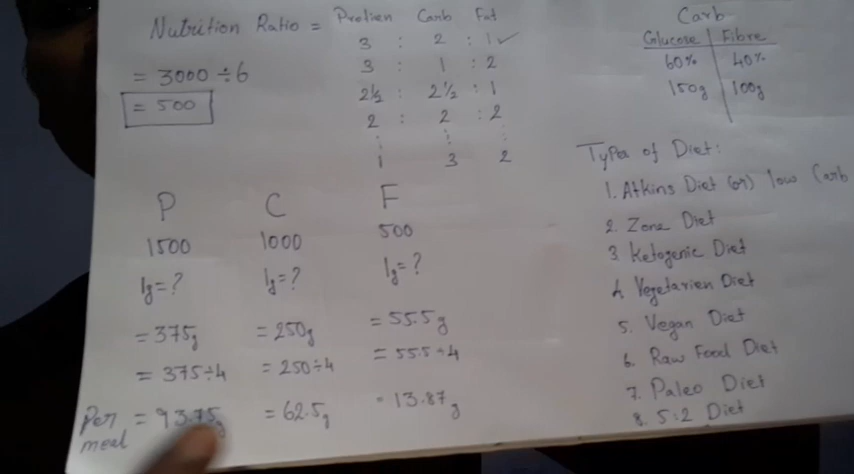 Nutrition Ratio = Protien Carb Fat
3 : 2 : 1 ✓
3 : 1 : 2
2½ : 2½ : 1
2 : 2 : 2
1 3 2
= 3000 ÷ 6
= 500
P C F
1500 1000 500
1g = ? 1g = ? 1g = ?
= 375g = 250g = 55.5g
= 375 ÷ 4 = 250 ÷ 4 = 55.5 ÷ 4
Per meal = 93.75g = 62.5g = 13.87g
Carb
Glucose Fibre
60% 40%
150g 100g
Types of Diet:
1. Atkins Diet (or) low Carb
2. Zone Diet
3 Ketogenic Diet
4 Vegetarien Diet
5. Vegan Diet
6. Raw Food Diet
7. Paleo Diet
8. 5:2 Diet